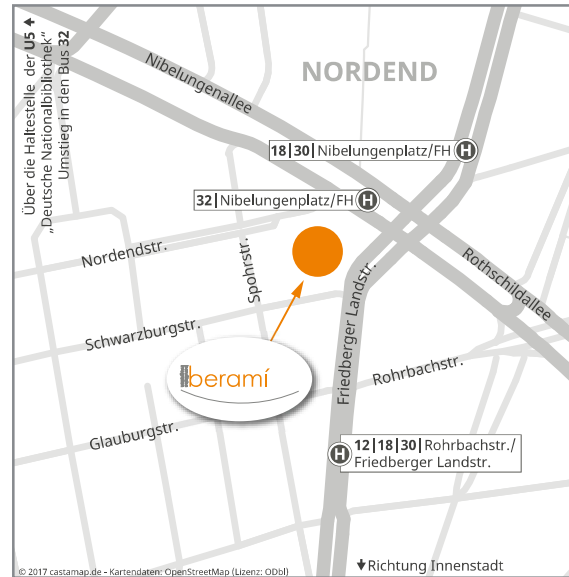 Über die Haltestelle der U5
„Deutsche Nationalbibliothek“
Umstieg in den Bus 32
Nibelungenallee
NORDEND
18|30|Nibelungenplatz/FH H
32|Nibelungenplatz/FH H
Nordendstr.
Spohrstr.
Rothschildallee
Friedberger Landstr.
Schwarzburgstr.
beramí
Rohrbachstr.
Glauburgstr.
H 12|18|30|Rohrbachstr./
Friedberger Landstr.
Richtung Innenstadt
© 2017 castamap.de - Kartendaten: OpenStreetMap (Lizenz: ODbl)